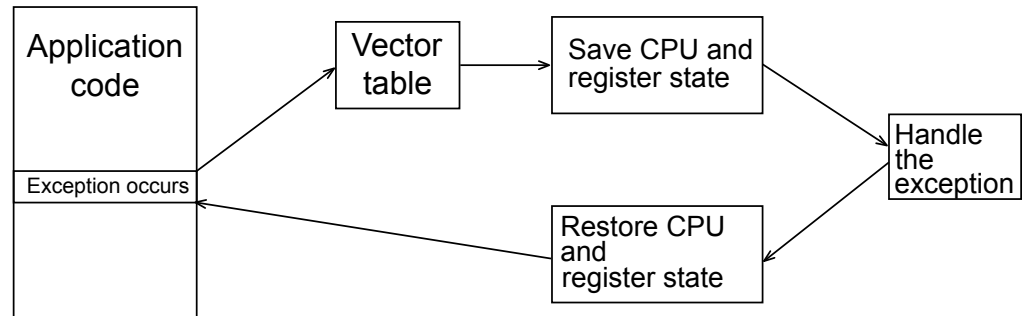 Application
code
Vector
table
Save CPU and
register state
Handle
the
exception
Exception occurs
Restore CPU
and
register state